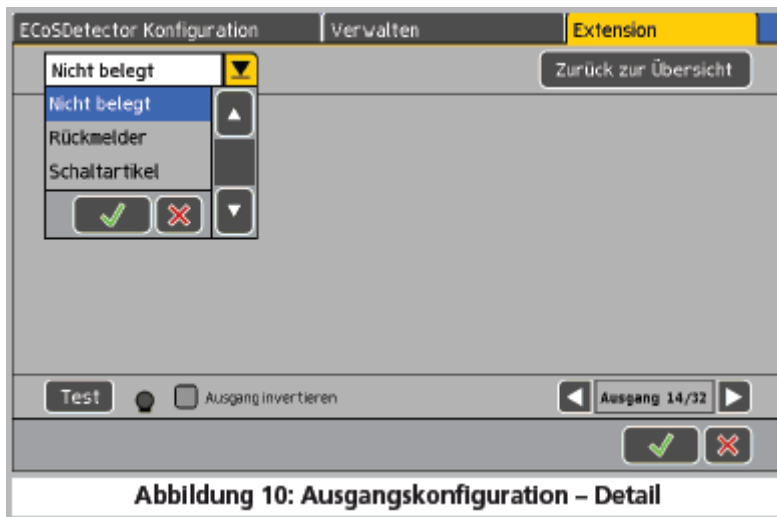 ECoSDetector Konfiguration
Verwalten
Extension
Nicht belegt
Zurück zur Übersicht
Nicht belegt
Rückmelder
Schaltartikel
Test
Ausgang invertieren
Ausgang 14/32
Abbildung 10: Ausgangskonfiguration – Detail